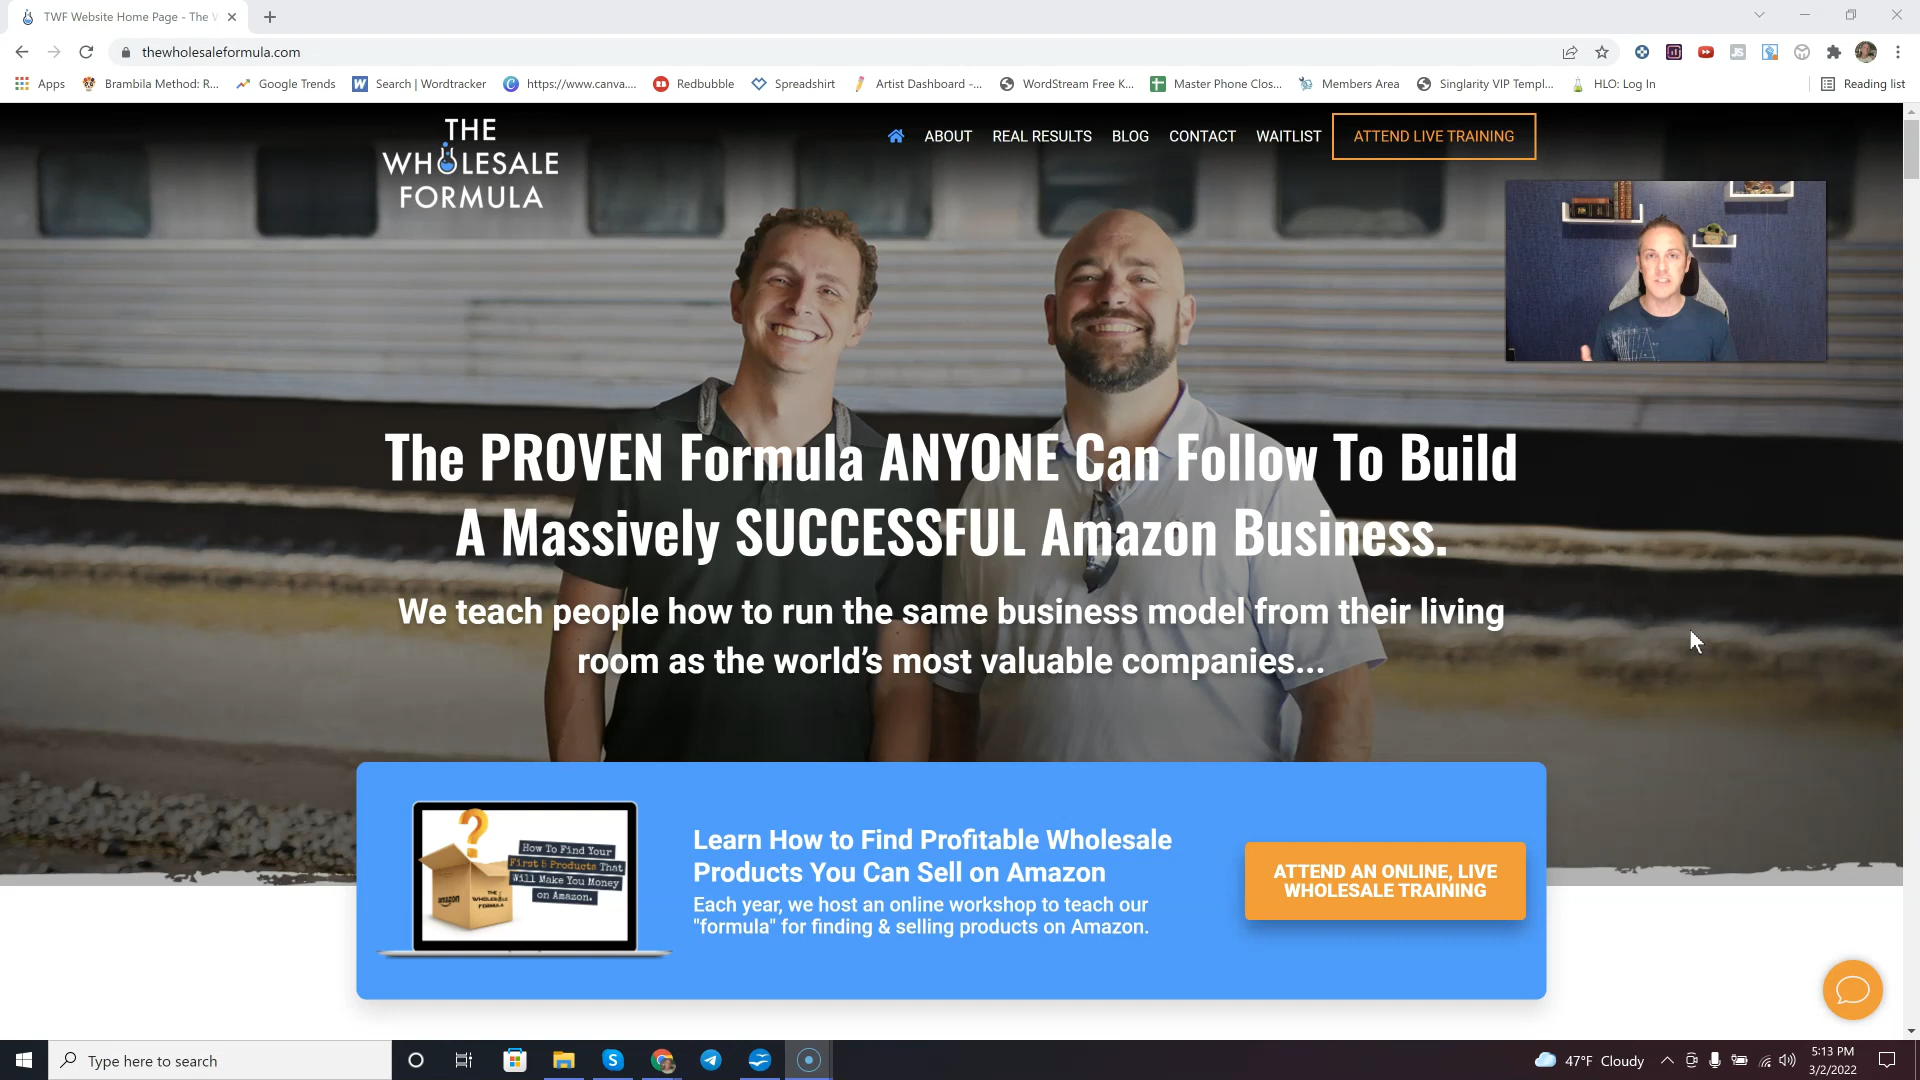 TWF Website Home Page - The W
thewholesaleformula.com
Apps
Brambila Method: R...
Google Trends
Search | Wordtracker
https://www.canva....
Redbubble
Spreadshirt
Artist Dashboard -...
WordStream Free K...
Master Phone Clos...
Members Area
Singlarity VIP Templ...
HLO: Log In
Reading list
THE
WHOLESALE
FORMULA
ABOUT
REAL RESULTS
BLOG
CONTACT
WAITLIST
ATTEND LIVE TRAINING
The PROVEN Formula ANYONE Can Follow To Build
A Massively SUCCESSFUL Amazon Business.
We teach people how to run the same business model from their living
room as the world's most valuable companies...
How To Find Your
First 5 Products That
Will Make You Money
on Amazon.
amazon
THE
WHOLESALE
FORMULA
Learn How to Find Profitable Wholesale
Products You Can Sell on Amazon
Each year, we host an online workshop to teach our
"formula" for finding & selling products on Amazon.
ATTEND AN ONLINE, LIVE
WHOLESALE TRAINING
Type here to search
47°F Cloudy
5:13 PM
3/2/2022